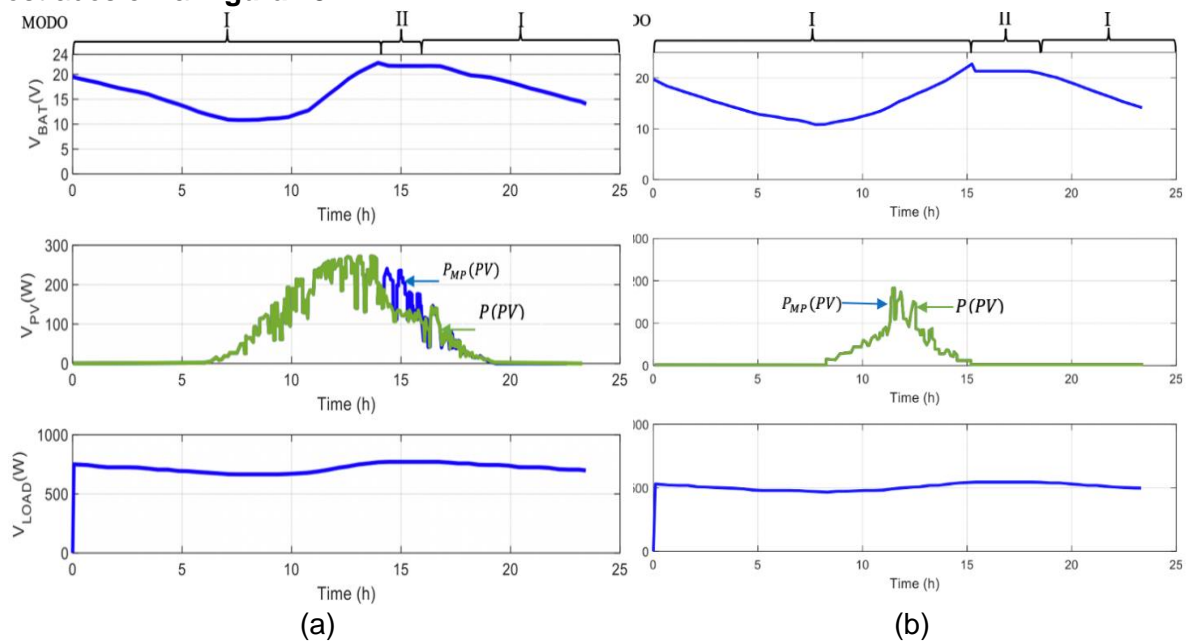 MODO I II I
24
20
15
10
5
0
V_BAT(V)
0 5 10 15 20 25
Time (h)
300
200
100
0
V_PV(W)
P_MP(PV)
P(PV)
0 5 10 15 20 25
Time (h)
1000
500
0
V_LOAD(W)
0 5 10 15 20 25
Time (h)
(a)
DO I II I
20
10
0
0 5 10 15 20 25
Time (h)
P_MP(PV)
P(PV)
0
0 5 10 15 20 25
Time (h)
0
0 5 10 15 20 25
Time (h)
(b)